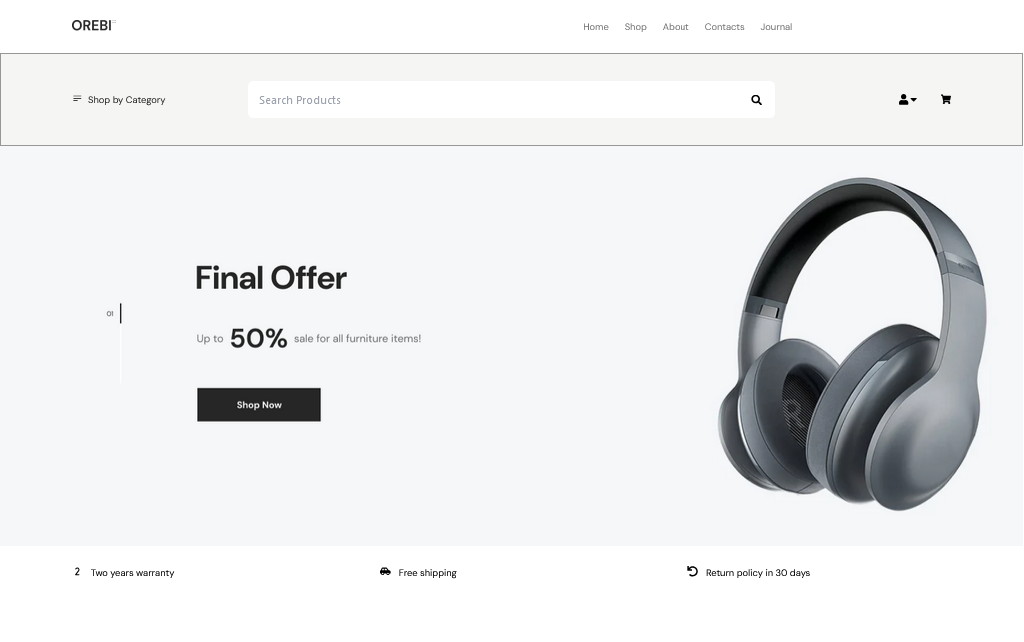 OREBI
Home Shop About Contacts Journal
Shop by Category
Search Products
Final Offer
01
Up to 50% sale for all furniture items!
Shop Now
2 Two years warranty
Free shipping
Return policy in 30 days